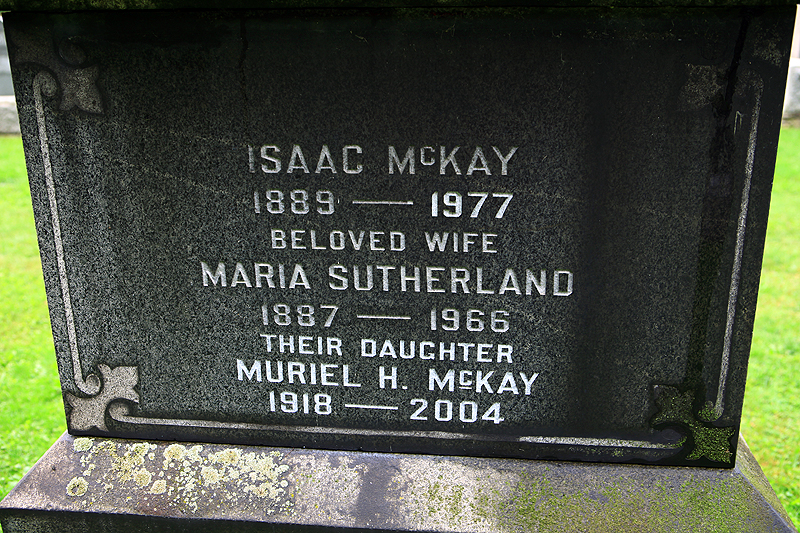 ISAAC McKAY
1889 — 1977
BELOVED WIFE
MARIA SUTHERLAND
1887 — 1966
THEIR DAUGHTER
MURIEL H. McKAY
1918 — 2004